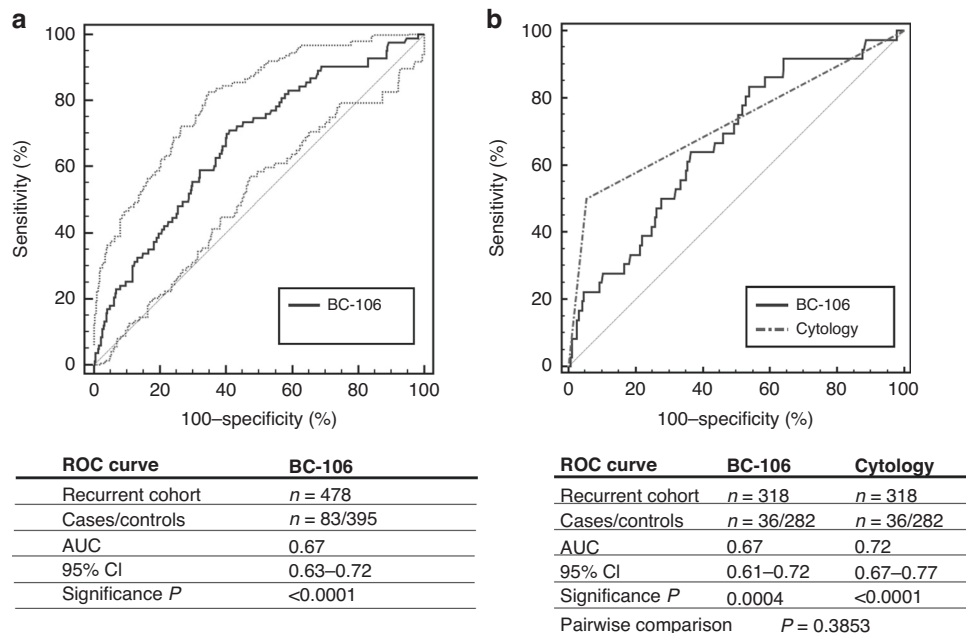 a
100
80
60
40
20
0
Sensitivity (%)
BC-106
0 20 40 60 80 100
100–specificity (%)
ROC curve BC-106
Recurrent cohort n = 478
Cases/controls n = 83/395
AUC 0.67
95% CI 0.63–0.72
Significance P <0.0001
b
100
80
60
40
20
0
Sensitivity (%)
BC-106
Cytology
0 20 40 60 80 100
100–specificity (%)
ROC curve BC-106 Cytology
Recurrent cohort n = 318 n = 318
Cases/controls n = 36/282 n = 36/282
AUC 0.67 0.72
95% CI 0.61–0.72 0.67–0.77
Significance P 0.0004 <0.0001
Pairwise comparison P = 0.3853